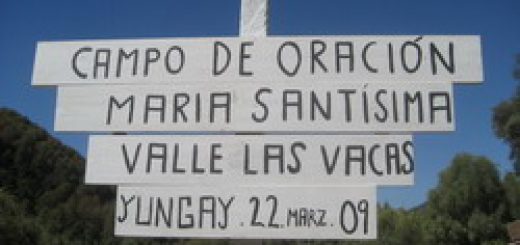 CAMPO DE ORACIÓN
MARIA SANTÍSIMA
VALLE LAS VACAS
YUNGAY. 22. MARZ. 09